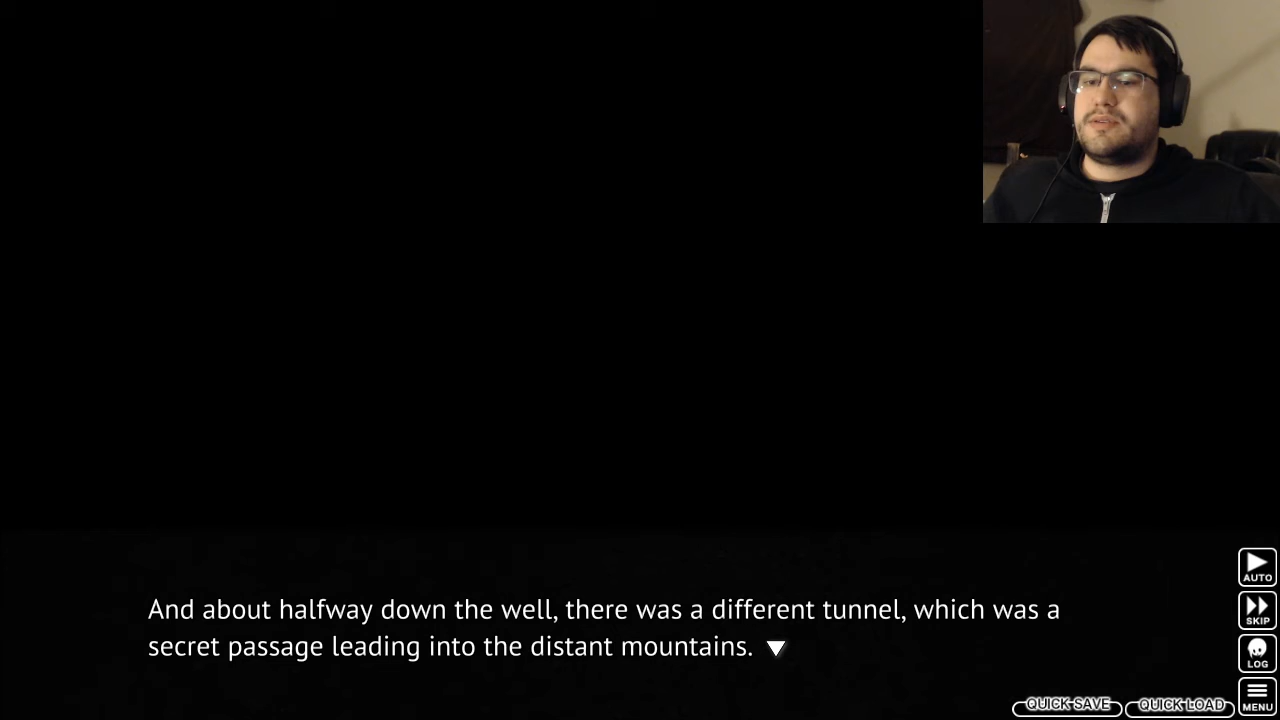 And about halfway down the well, there was a different tunnel, which was a
secret passage leading into the distant mountains.
AUTO
SKIP
LOG
MENU
QUICK SAVE
QUICK LOAD